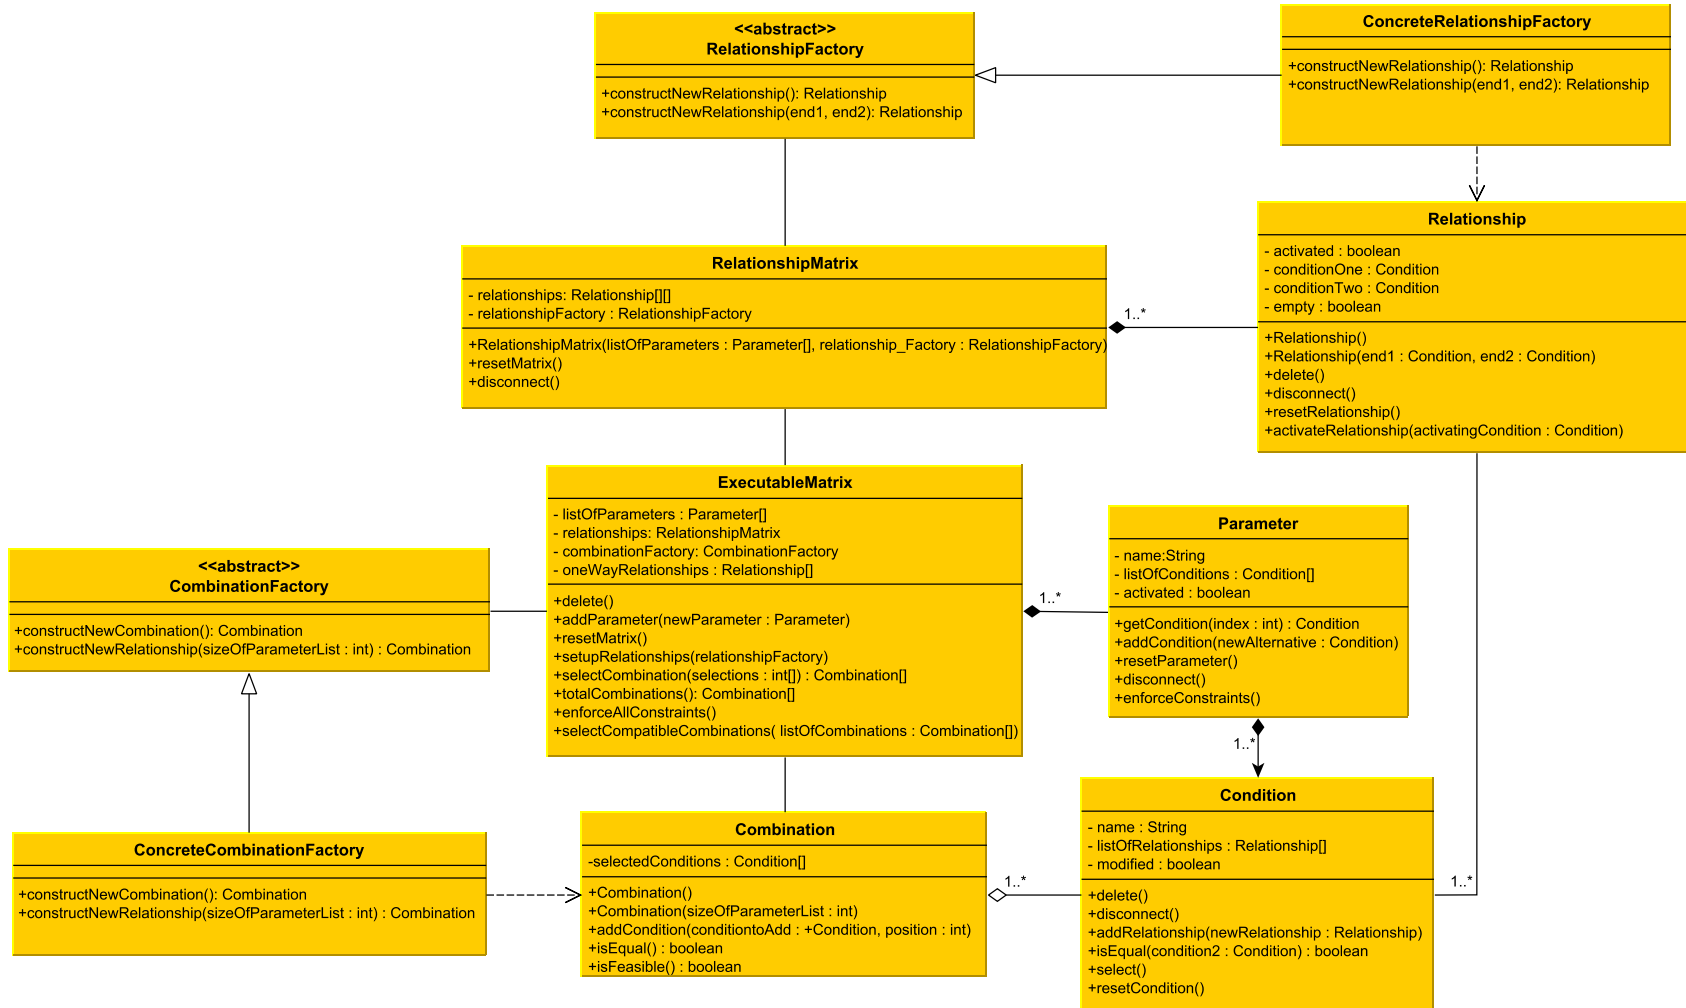 <<abstract>>
RelationshipFactory
+constructNewRelationship(): Relationship
+constructNewRelationship(end1, end2): Relationship
ConcreteRelationshipFactory
+constructNewRelationship(): Relationship
+constructNewRelationship(end1, end2): Relationship
RelationshipMatrix
- relationships: Relationship[][]
- relationshipFactory : RelationshipFactory
+RelationshipMatrix(listOfParameters : Parameter[], relationship_Factory : RelationshipFactory)
+resetMatrix()
+disconnect()
1..*
Relationship
- activated : boolean
- conditionOne : Condition
- conditionTwo : Condition
- empty : boolean
+Relationship()
+Relationship(end1 : Condition, end2 : Condition)
+delete()
+disconnect()
+resetRelationship()
+activateRelationship(activatingCondition : Condition)
<<abstract>>
CombinationFactory
+constructNewCombination(): Combination
+constructNewRelationship(sizeOfParameterList : int) : Combination
ExecutableMatrix
- listOfParameters : Parameter[]
- relationships: RelationshipMatrix
- combinationFactory: CombinationFactory
- oneWayRelationships : Relationship[]
+delete()
+addParameter(newParameter : Parameter)
+resetMatrix()
+setupRelationships(relationshipFactory)
+selectCombination(selections : int[]) : Combination[]
+totalCombinations(): Combination[]
+enforceAllConstraints()
+selectCompatibleCombinations( listOfCombinations : Combination[])
1..*
Parameter
- name:String
- listOfConditions : Condition[]
- activated : boolean
+getCondition(index : int) : Condition
+addCondition(newAlternative : Condition)
+resetParameter()
+disconnect()
+enforceConstraints()
1..*
ConcreteCombinationFactory
+constructNewCombination(): Combination
+constructNewRelationship(sizeOfParameterList : int) : Combination
Combination
-selectedConditions : Condition[]
+Combination()
+Combination(sizeOfParameterList : int)
+addCondition(conditiontoAdd : +Condition, position : int)
+isEqual() : boolean
+isFeasible() : boolean
1..*
Condition
- name : String
- listOfRelationships : Relationship[]
- modified : boolean
+delete()
+disconnect()
+addRelationship(newRelationship : Relationship)
+isEqual(condition2 : Condition) : boolean
+select()
+resetCondition()
1..*